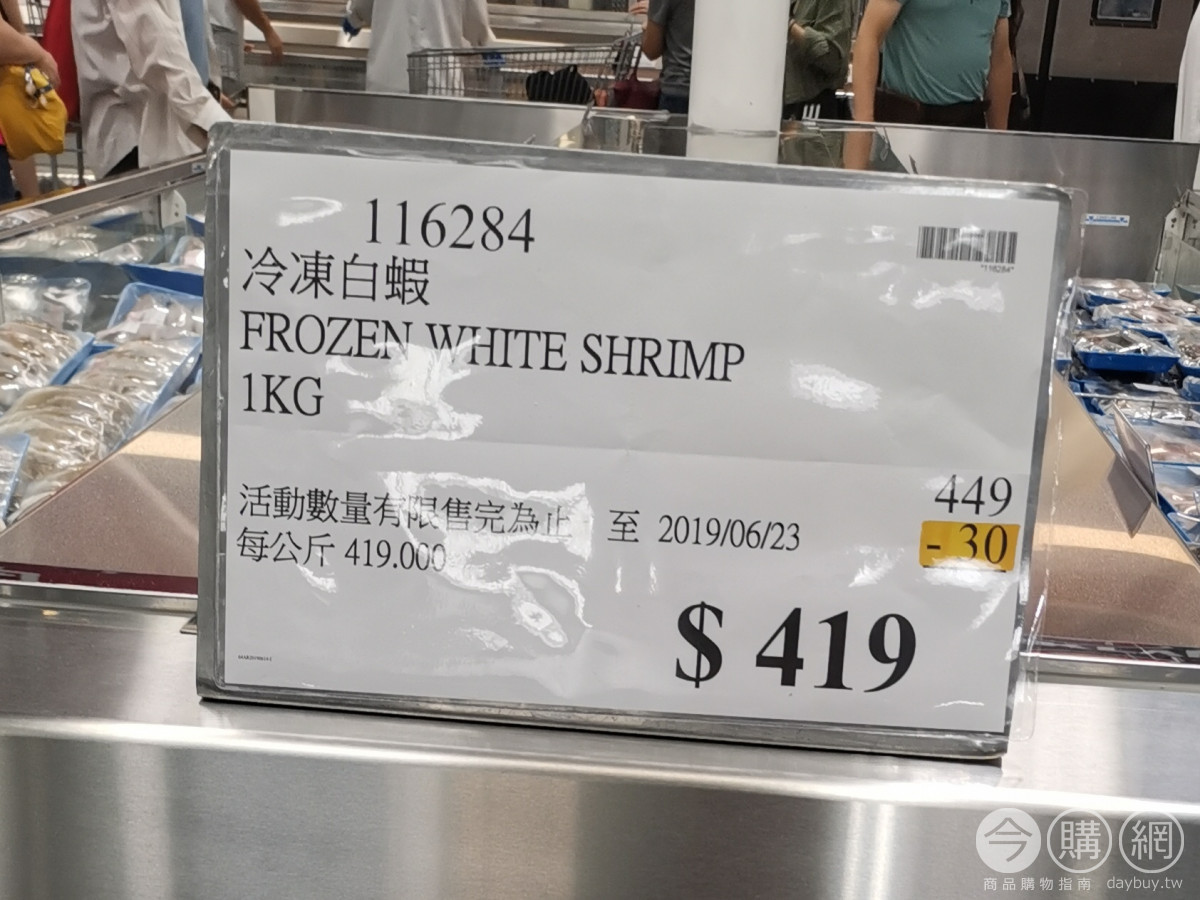 116284
冷凍白蝦
FROZEN WHITE SHRIMP
1KG
"116284"
活動數量有限售完為止 至 2019/06/23
每公斤 419.000
449
- 30
$ 419
今購網
商品購物指南 daybuy.tw